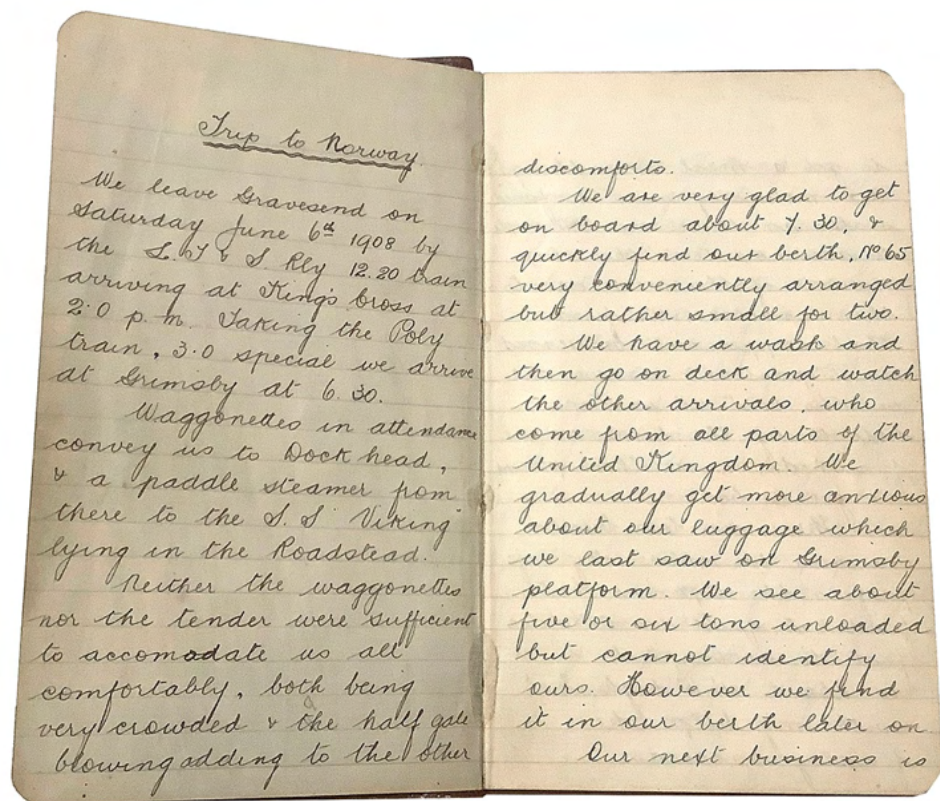 Trip to Norway.
We leave Gravesend on
Saturday June 6th 1908 by
the L.T & S. Rly 12.20 train
arriving at King's Cross at
2.0 p.m. Taking the Poly
train, 3.0 special we arrive
at Grimsby at 6.30.
Waggonettes in attendance
convey us to Dock head,
& a paddle steamer from
there to the S.S Viking
lying in the Roadstead.
Neither the waggonettes
nor the tender were sufficient
to accomodate us all
comfortably, both being
very crowded & the half gale
blowing adding to the other
discomforts.
We are very glad to get
on board about 7.30, &
quickly find our berth, No 65
very conveniently arranged
but rather small for two.
We have a wash and
then go on deck and watch
the other arrivals, who
come from all parts of the
United Kingdom. We
gradually get more anxious
about our luggage which
we last saw on Grimsby
platform. We see about
five or six tons unloaded
but cannot identify
ours. However we find
it in our berth later on.
Our next business is